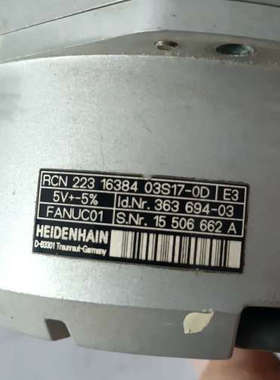 RCN 223 16384 03S17-0D E3
5V+-5% Id.Nr. 363 694-03
FANUC01 S.Nr. 15 506 662 A
HEIDENHAIN
D-83301 Traunreut-Germany